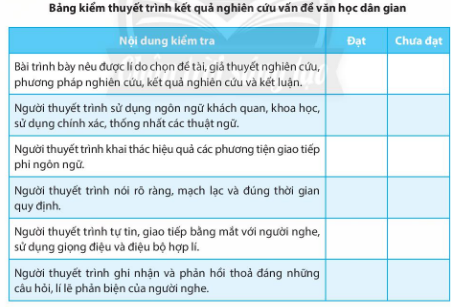 Bảng kiểm thuyết trình kết quả nghiên cứu vấn đề văn học dân gian
Nội dung kiểm tra Đạt Chưa đạt
Bài trình bày nêu được lí do chọn đề tài, giả thuyết nghiên cứu,
phương pháp nghiên cứu, kết quả nghiên cứu và kết luận.
Người thuyết trình sử dụng ngôn ngữ khách quan, khoa học,
sử dụng chính xác, thống nhất các thuật ngữ.
Người thuyết trình khai thác hiệu quả các phương tiện giao tiếp
phi ngôn ngữ.
Người thuyết trình nói rõ ràng, mạch lạc và đúng thời gian
quy định.
Người thuyết trình tự tin, giao tiếp bằng mắt với người nghe,
sử dụng giọng điệu và điệu bộ hợp lí.
Người thuyết trình ghi nhận và phản hồi thoả đáng những
câu hỏi, lí lẽ phản biện của người nghe.